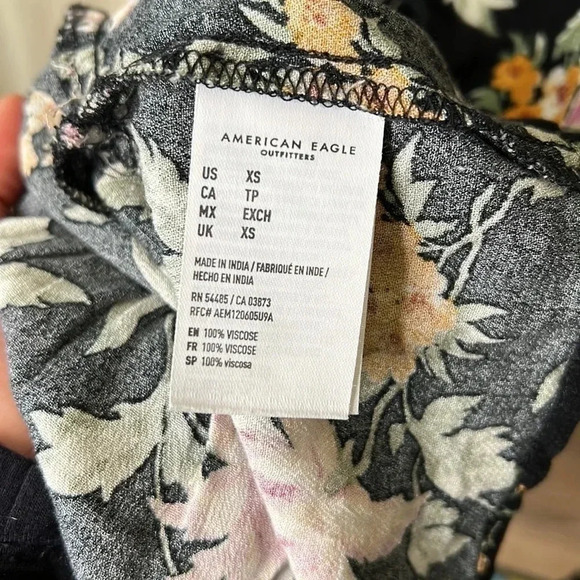 AMERICAN EAGLE
OUTFITTERS
US XS
CA TP
MX EXCH
UK XS
MADE IN INDIA / FABRIQUÉ EN INDE /
HECHO EN INDIA
RN 54485 / CA 03873
RFC# AEM120605U9A
EN 100% VISCOSE
FR 100% VISCOSE
SP 100% viscosa